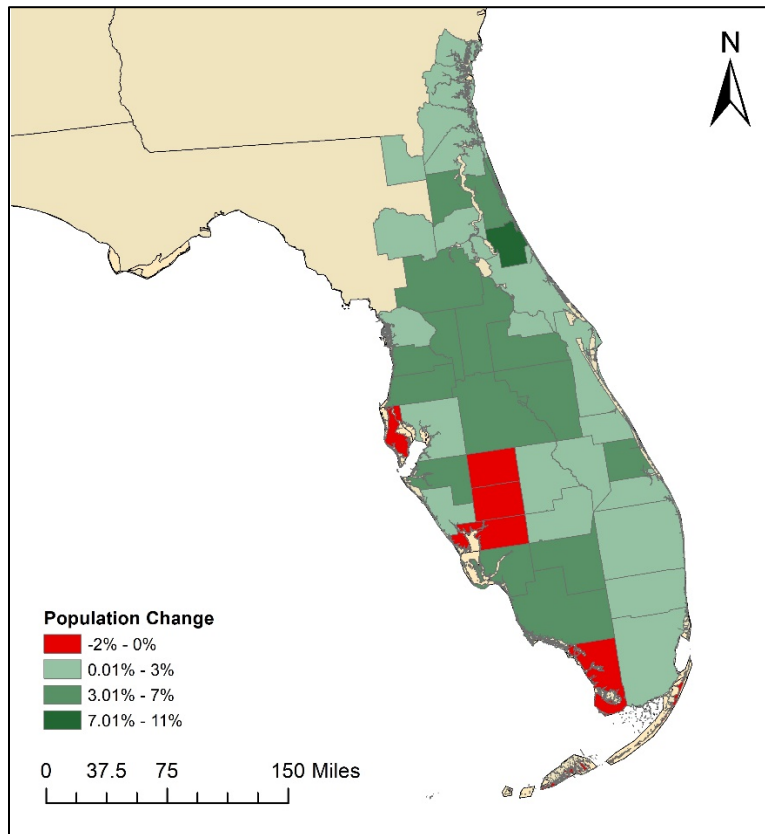 N
Population Change
-2% - 0%
0.01% - 3%
3.01% - 7%
7.01% - 11%
0 37.5 75 150 Miles